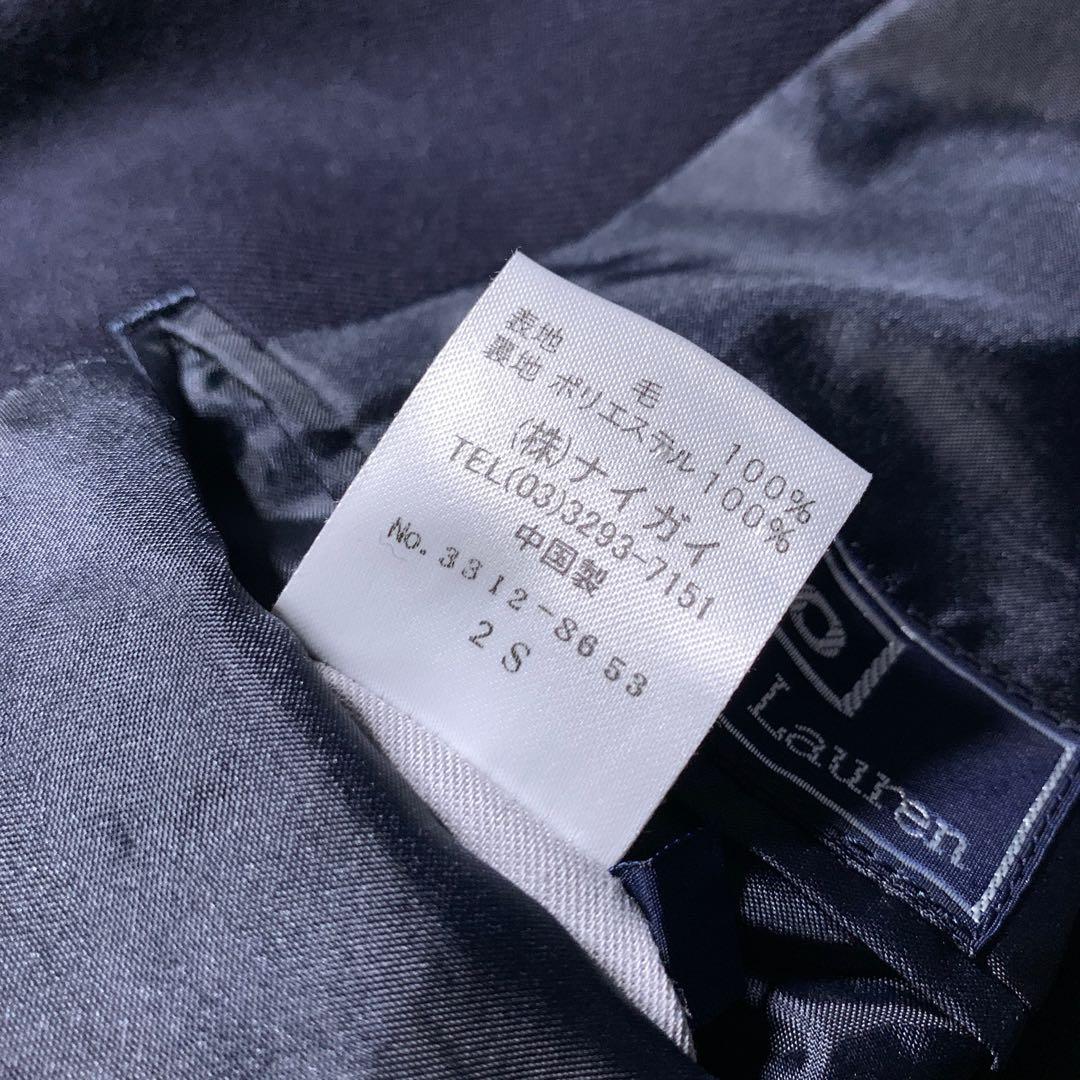 表地 毛 100%
裏地 ポリエステル 100%
(株)ナイガイ
TEL(03)3293-7151
中国製
No. 3312-8653
2S
Lauren